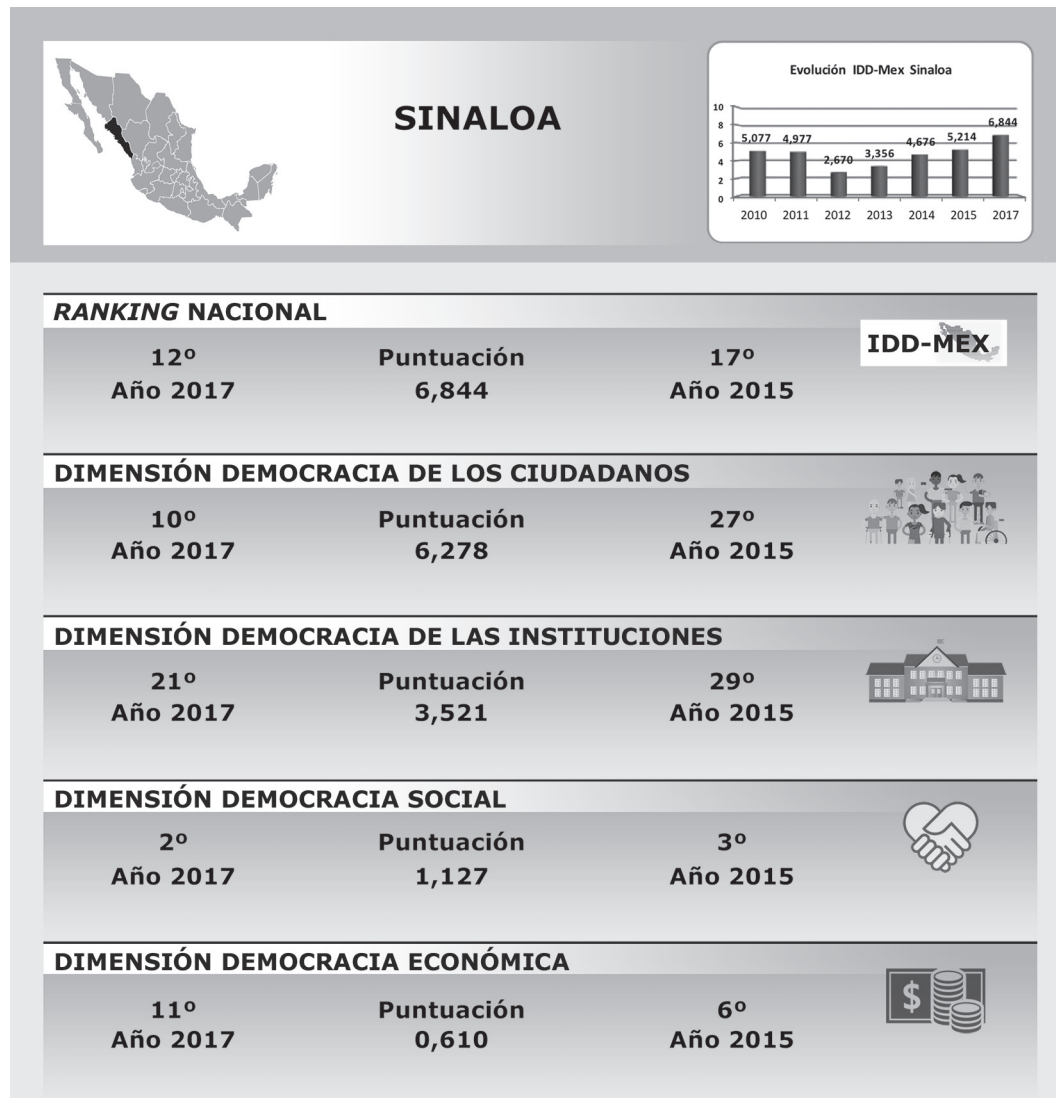 SINALOA
Evolución IDD-Mex Sinaloa
10
8
6
4
2
0
5,077 4,977 2,670 3,356 4,676 5,214 6,844
2010 2011 2012 2013 2014 2015 2017
RANKING NACIONAL
IDD-MEX
12º Puntuación 17º
Año 2017 6,844 Año 2015
DIMENSIÓN DEMOCRACIA DE LOS CIUDADANOS
10º Puntuación 27º
Año 2017 6,278 Año 2015
DIMENSIÓN DEMOCRACIA DE LAS INSTITUCIONES
21º Puntuación 29º
Año 2017 3,521 Año 2015
DIMENSIÓN DEMOCRACIA SOCIAL
2º Puntuación 3º
Año 2017 1,127 Año 2015
DIMENSIÓN DEMOCRACIA ECONÓMICA
$
11º Puntuación 6º
Año 2017 0,610 Año 2015